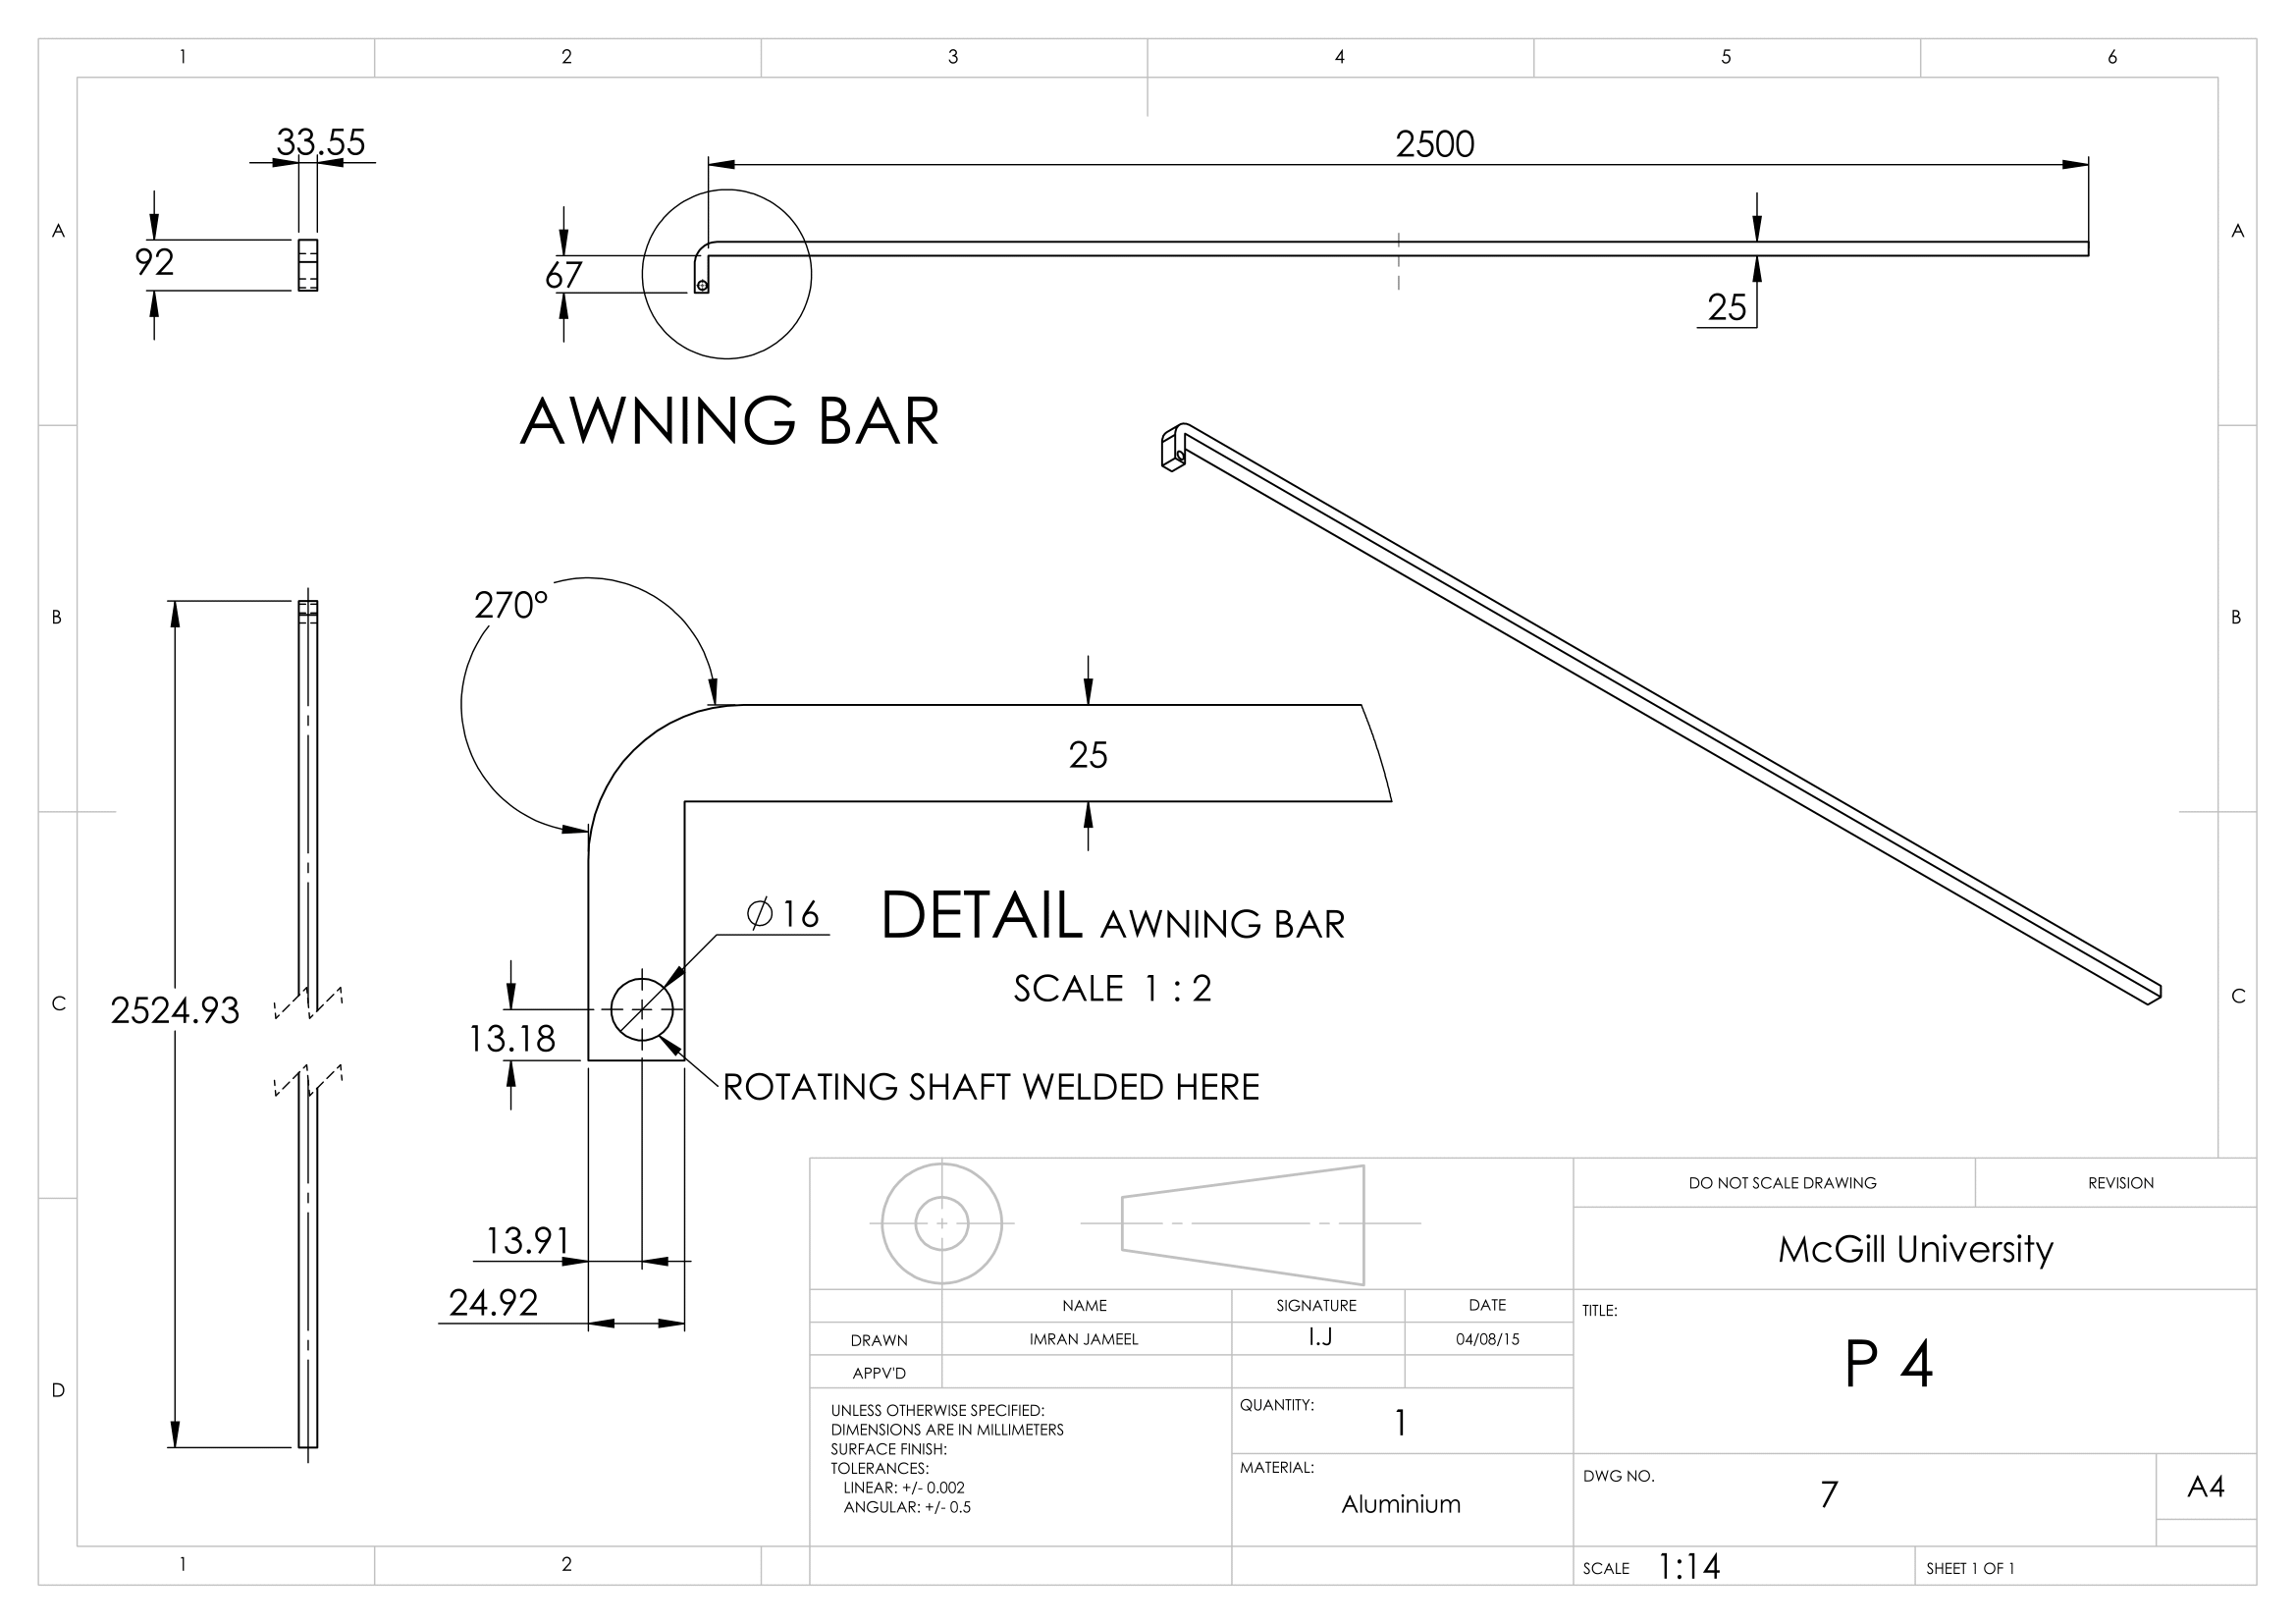 1 2 3 4 5 6
33.55
2500
A
92
67
25
A
AWNING BAR
270°
B
B
25
Ø 16
DETAIL AWNING BAR
SCALE 1 : 2
C
2524.93
13.18
C
ROTATING SHAFT WELDED HERE
13.91
24.92
D
DO NOT SCALE DRAWING
REVISION
McGill University
NAME
SIGNATURE
DATE
TITLE:
DRAWN
IMRAN JAMEEL
I.J
04/08/15
P 4
APPV'D
UNLESS OTHERWISE SPECIFIED:
DIMENSIONS ARE IN MILLIMETERS
SURFACE FINISH:
TOLERANCES:
LINEAR: +/- 0.002
ANGULAR: +/- 0.5
QUANTITY:
1
MATERIAL:
Aluminium
DWG NO.
7
A4
1 2
SCALE 1:14
SHEET 1 OF 1